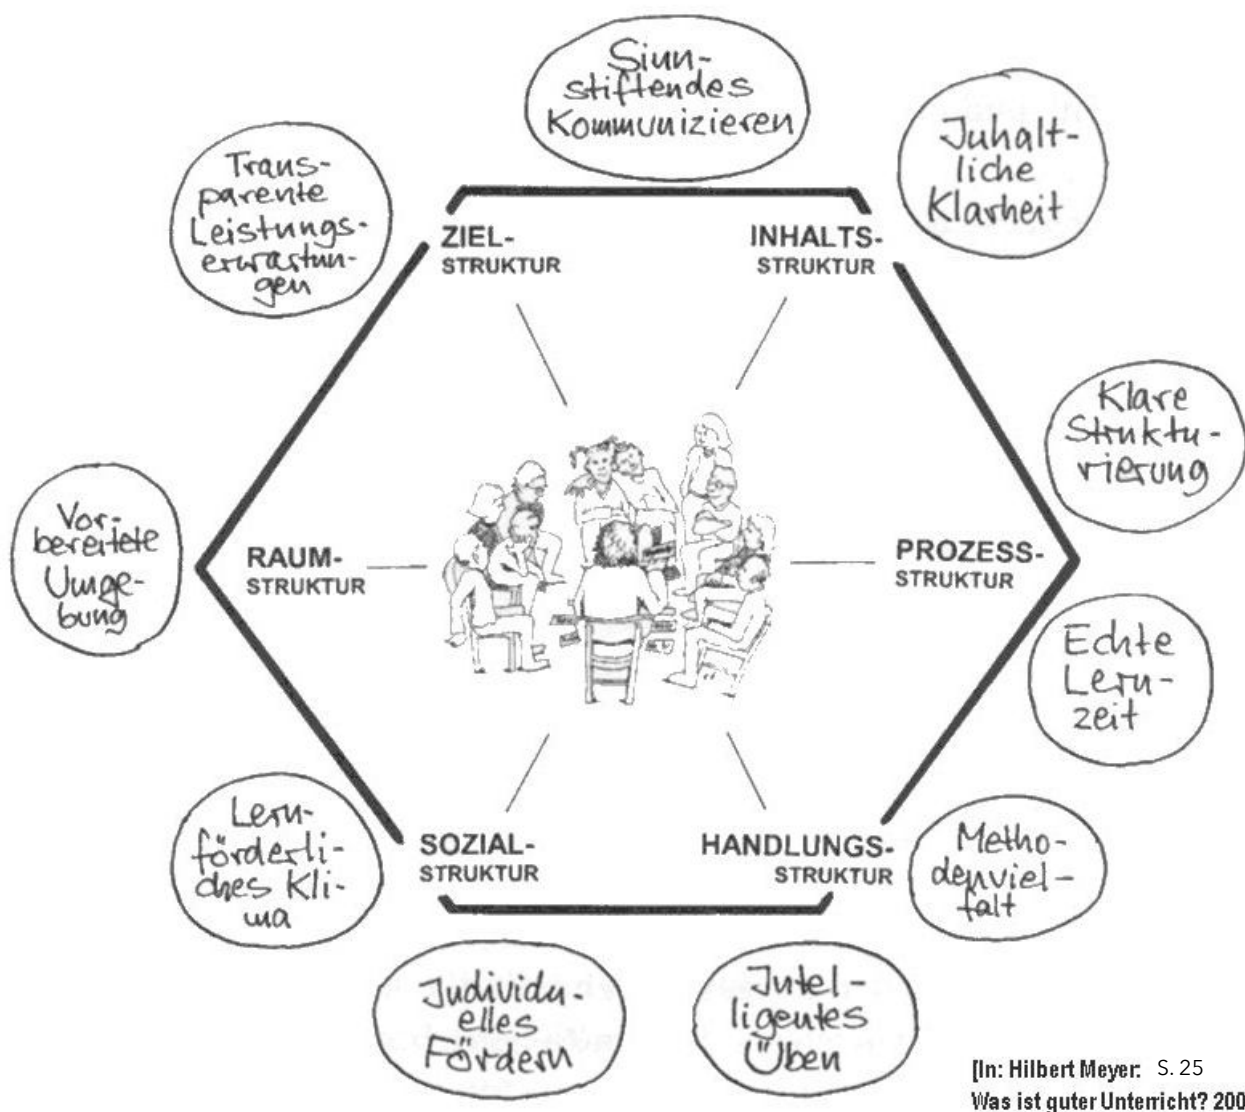 Sinn-
stiftendes
Kommunizieren
Inhalt-
liche
Klarheit
Trans-
parente
Leistungs-
erwartun-
gen
ZIEL-
STRUKTUR
INHALTS-
STRUKTUR
Klare
Struktu-
rierung
Vor-
bereitete
Umge-
bung
RAUM-
STRUKTUR
PROZESS-
STRUKTUR
Echte
Lern-
zeit
Lern-
förderli-
ches Kli-
ma
SOZIAL-
STRUKTUR
HANDLUNGS-
STRUKTUR
Metho-
denviel-
falt
Individu-
elles
Fördern
Intel-
ligentes
Üben
[In: Hilbert Meyer: S. 25
Was ist guter Unterricht? 200